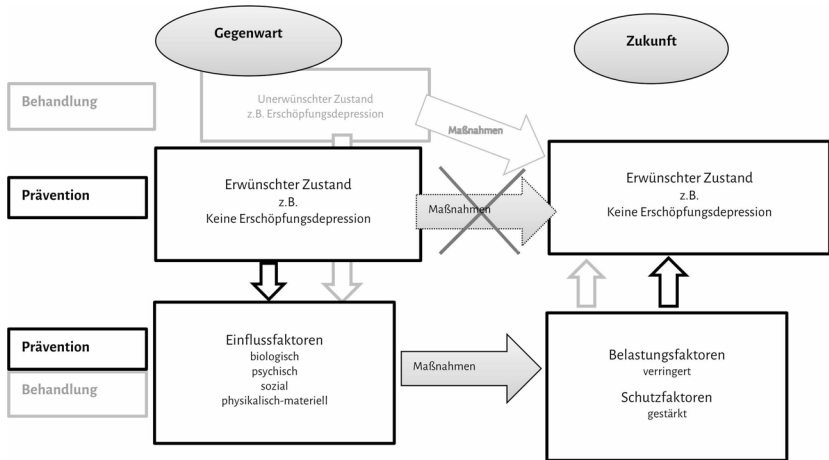 Gegenwart
Zukunft
Behandlung
Unerwünschter Zustand
z.B. Erschöpfungsdepression
Maßnahmen
Prävention
Erwünschter Zustand
z.B.
Keine Erschöpfungsdepression
Maßnahmen
Erwünschter Zustand
z.B.
Keine Erschöpfungsdepression
Prävention
Behandlung
Einflussfaktoren
biologisch
psychisch
sozial
physikalisch-materiell
Maßnahmen
Belastungsfaktoren
verringert
Schutzfaktoren
gestärkt